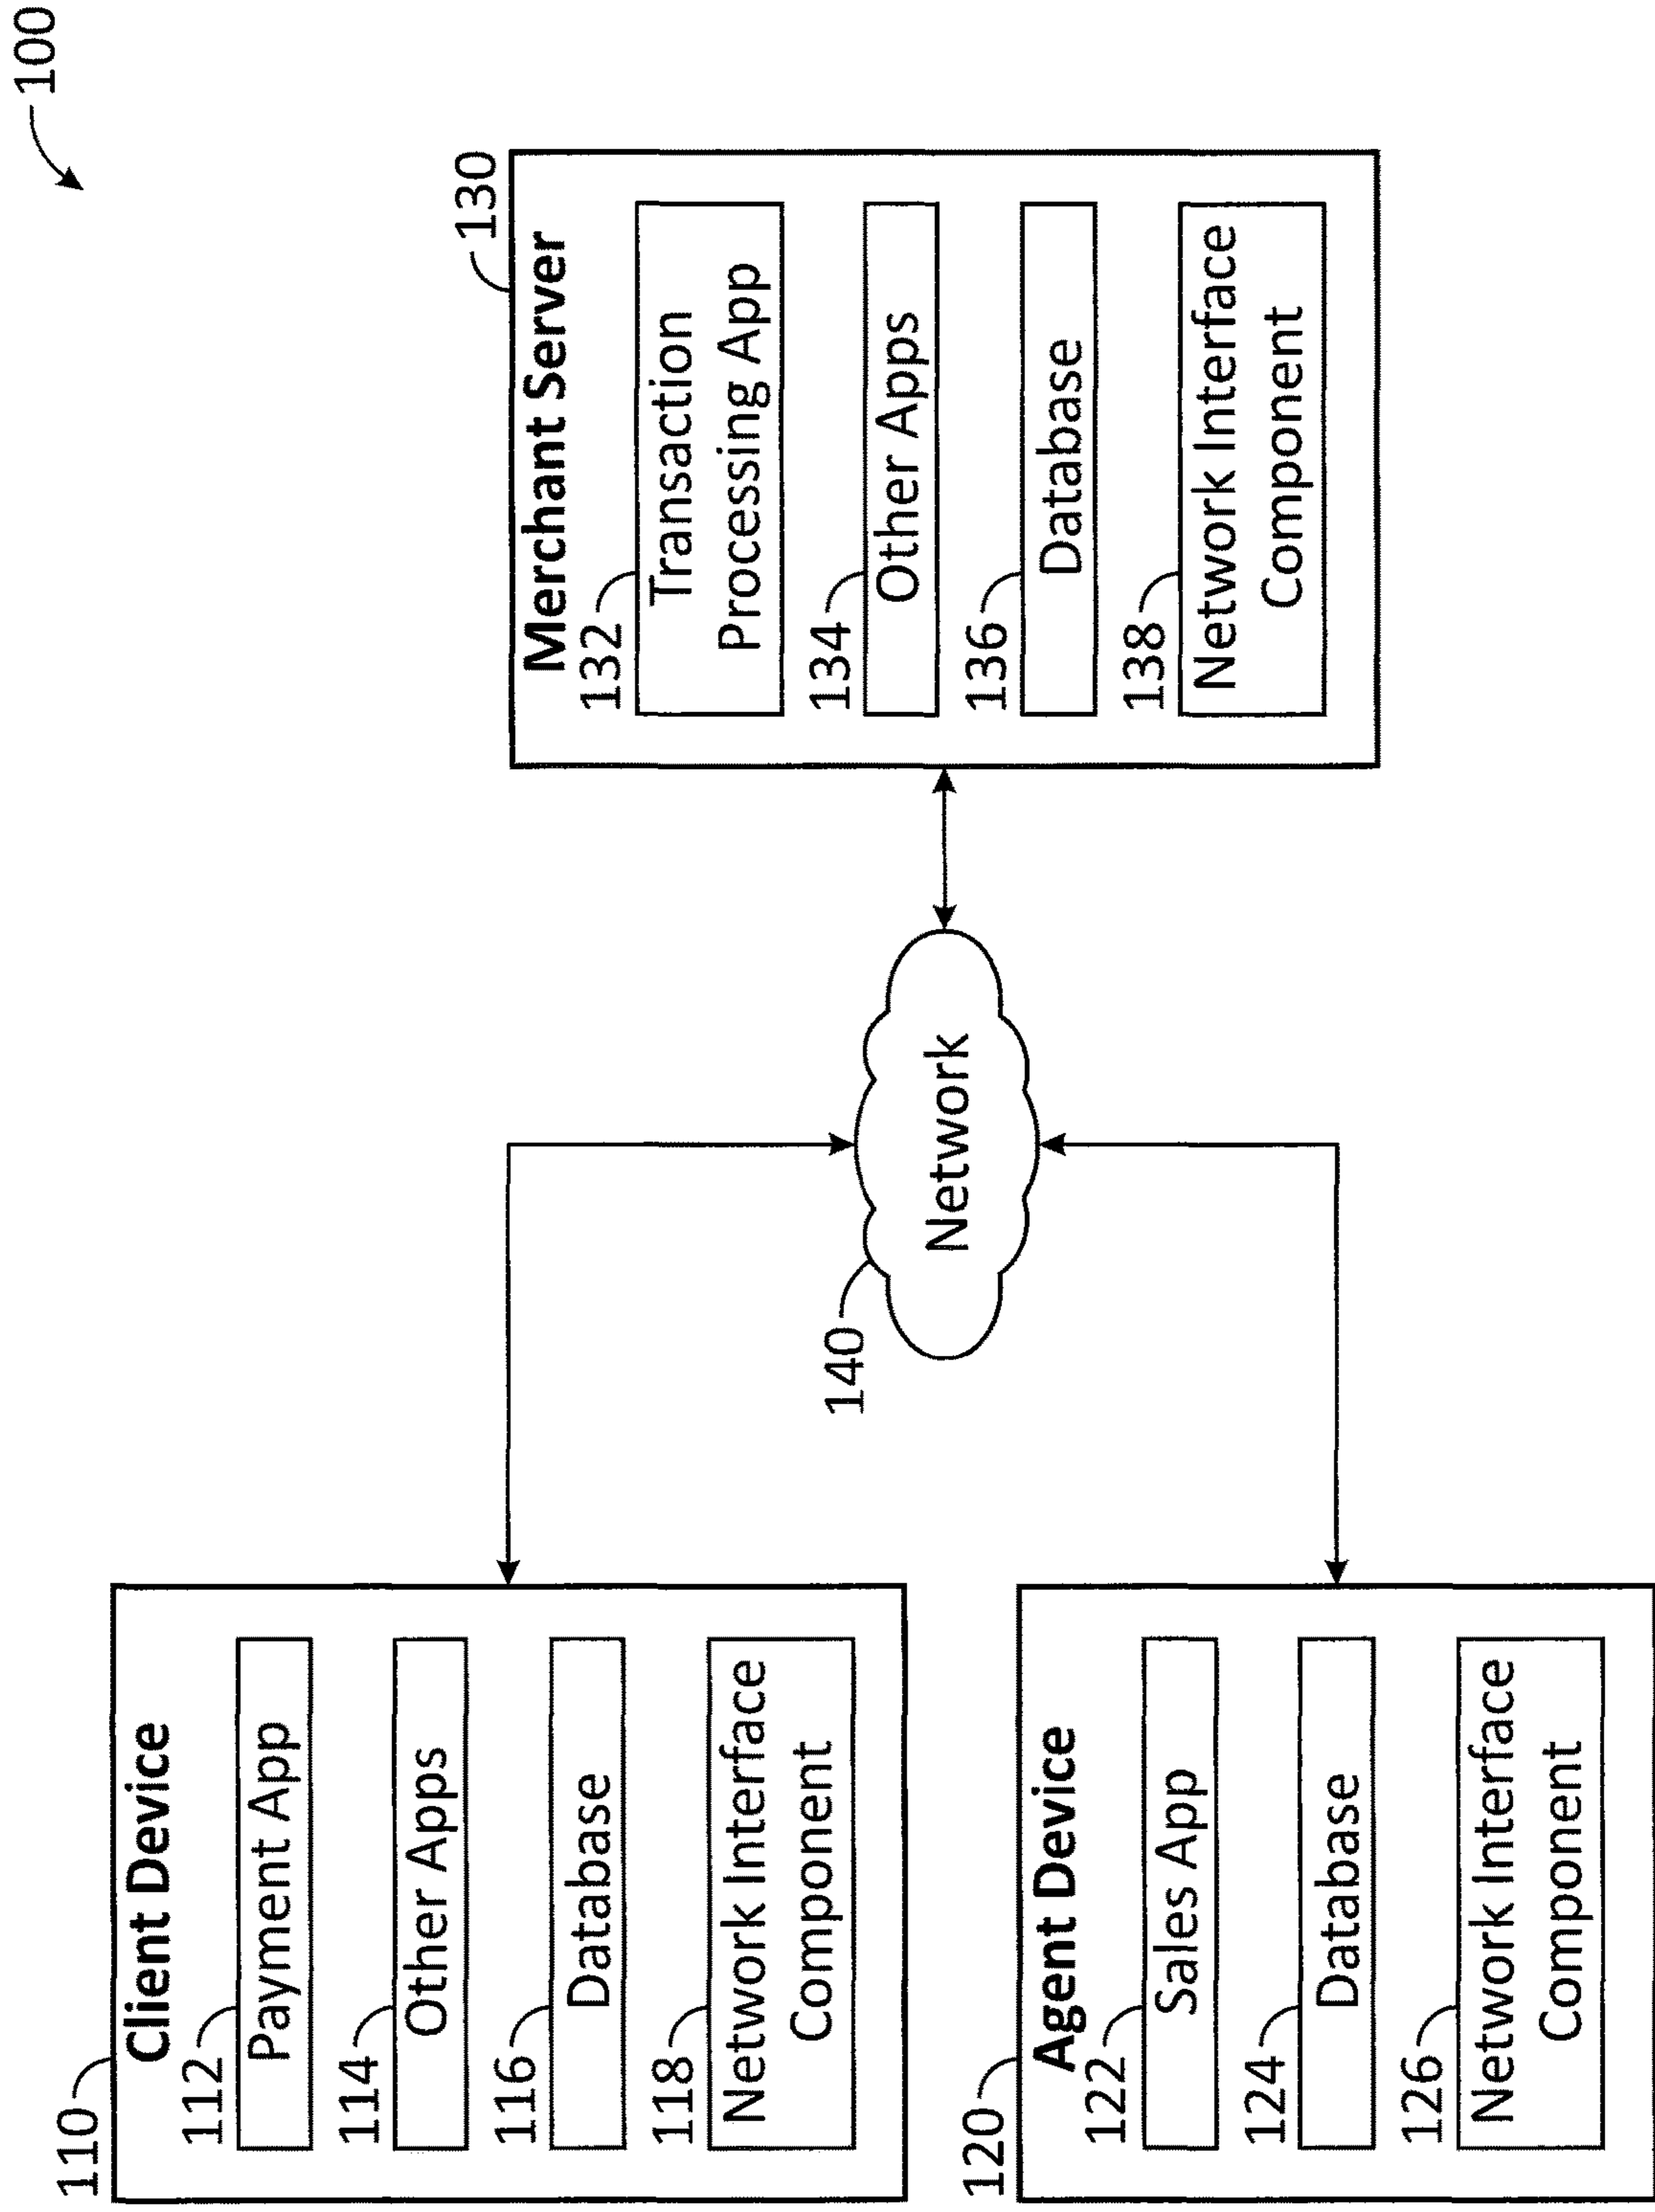 100
110
Client Device
112
Payment App
114
Other Apps
116
Database
118
Network Interface
Component
120
Agent Device
122
Sales App
124
Database
126
Network Interface
Component
140
Network
130
Merchant Server
132
Transaction
Processing App
134
Other Apps
136
Database
138
Network Interface
Component